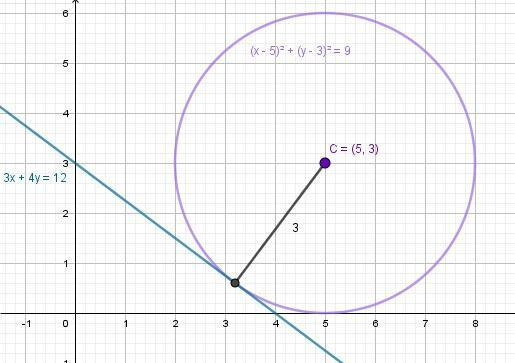 6
(x - 5)² + (y - 3)² = 9
5
4
C = (5, 3)
3
3x + 4y = 12
2
3
1
-1 0 1 2 3 4 5 6 7 8
-1